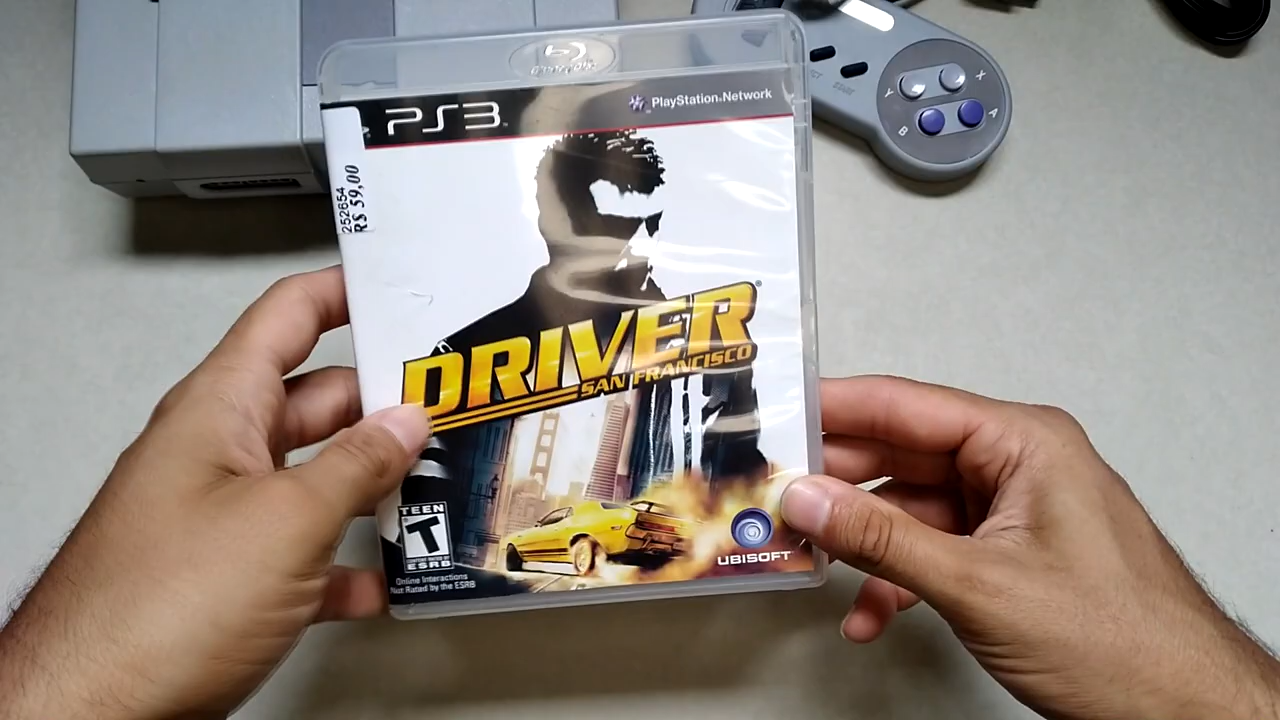 PS3
PlayStation®Network
252654
R$ 59,00
DRIVER
SAN FRANCISCO
TEEN
T
ESRB
Online Interactions
Not Rated by the ESRB
UBISOFT
Y
X
B
A